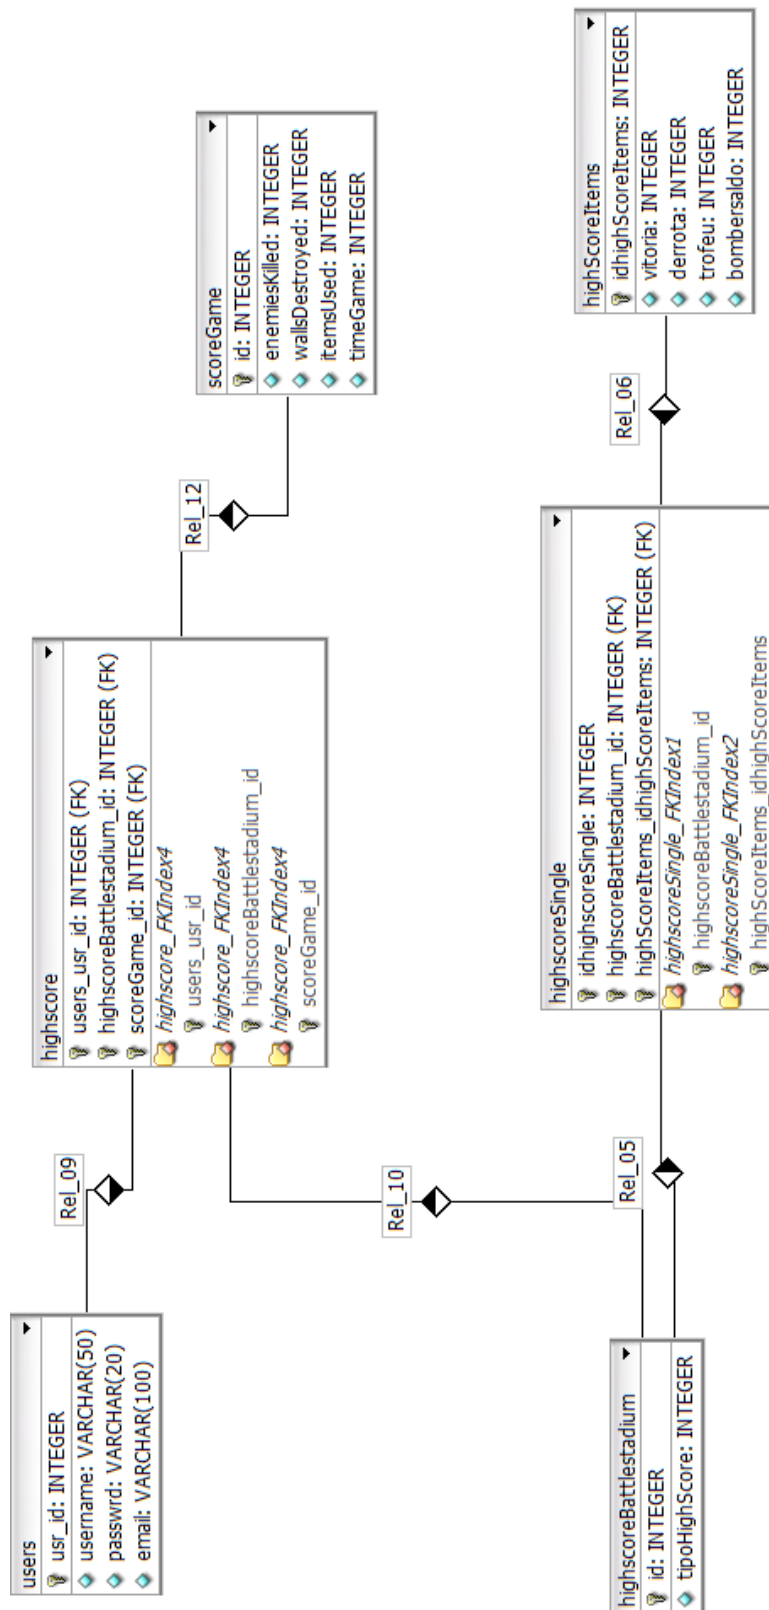 users
usr_id: INTEGER
username: VARCHAR(50)
passwrd: VARCHAR(20)
email: VARCHAR(100)
Rel_09
highscore
users_usr_id: INTEGER (FK)
highscoreBattlestadium_id: INTEGER (FK)
scoreGame_id: INTEGER (FK)
highscore_FKIndex4
users_usr_id
highscore_FKIndex4
highscoreBattlestadium_id
highscore_FKIndex4
scoreGame_id
Rel_12
scoreGame
id: INTEGER
enemiesKilled: INTEGER
wallsDestroyed: INTEGER
itemsUsed: INTEGER
timeGame: INTEGER
Rel_10
highscoreBattlestadium
id: INTEGER
tipoHighScore: INTEGER
Rel_05
highscoreSingle
idhighscoreSingle: INTEGER
highscoreBattlestadium_id: INTEGER (FK)
highScoreItems_idhighScoreItems: INTEGER (FK)
highscoreSingle_FKIndex1
highscoreBattlestadium_id
highscoreSingle_FKIndex2
highScoreItems_idhighScoreItems
Rel_06
highScoreItems
idhighScoreItems: INTEGER
vitoria: INTEGER
derrota: INTEGER
trofeu: INTEGER
bombersaldo: INTEGER